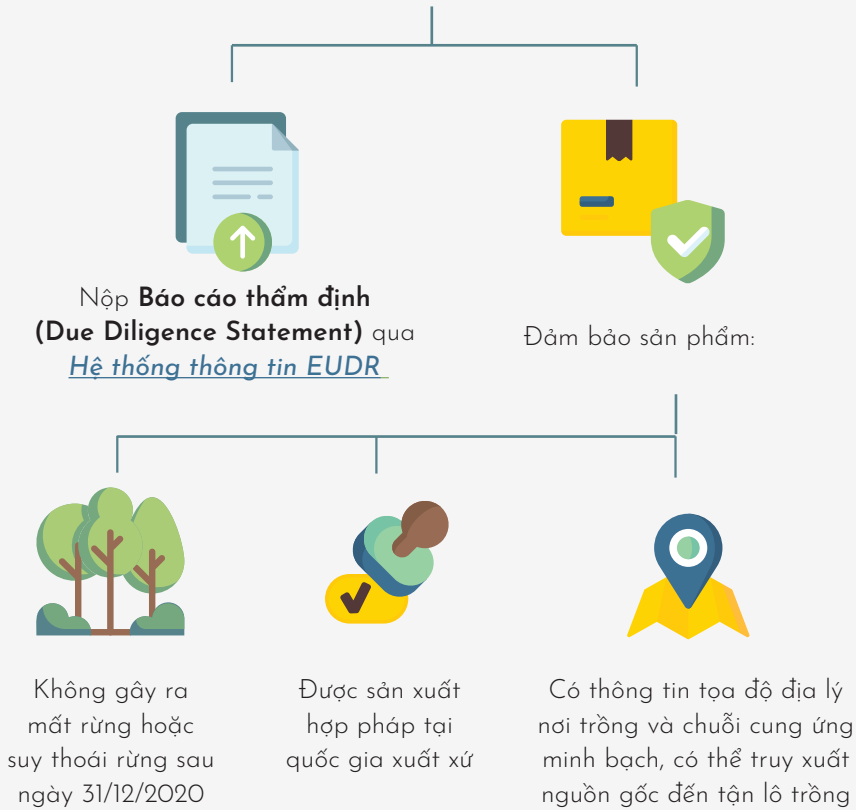 Nộp Báo cáo thẩm định
(Due Diligence Statement) qua
Hệ thống thông tin EUDR
Đảm bảo sản phẩm:
Không gây ra
mất rừng hoặc
suy thoái rừng sau
ngày 31/12/2020
Được sản xuất
hợp pháp tại
quốc gia xuất xứ
Có thông tin tọa độ địa lý
nơi trồng và chuỗi cung ứng
minh bạch, có thể truy xuất
nguồn gốc đến tận lô trồng